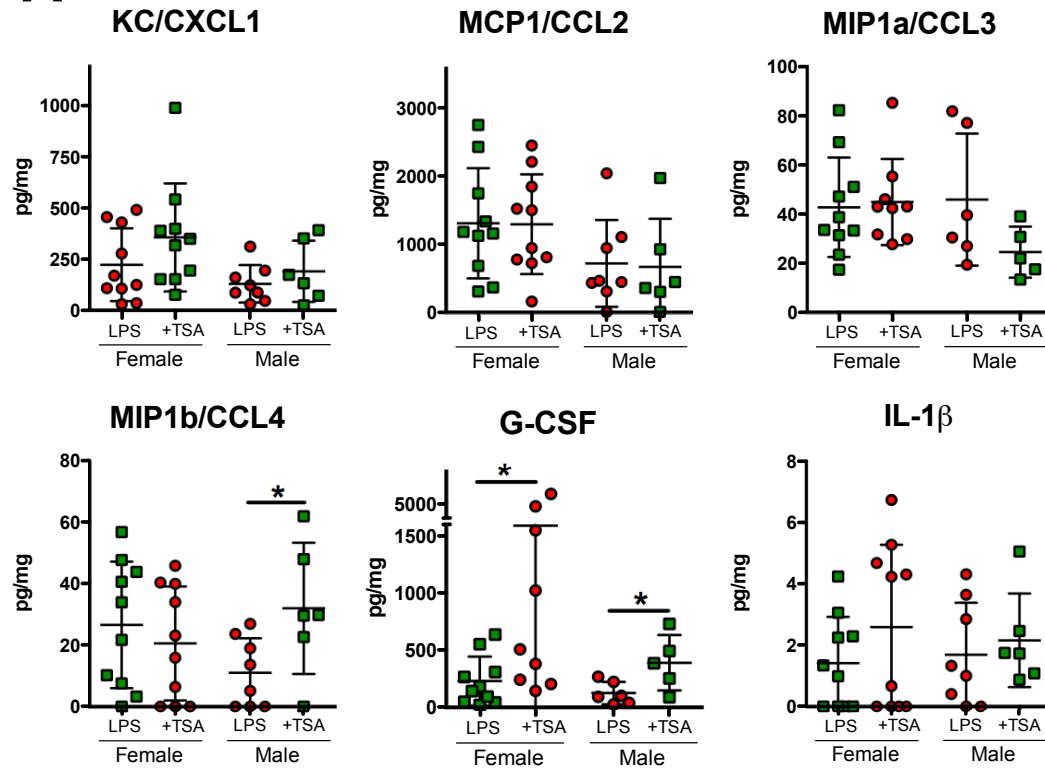 KC/CXCL1
MCP1/CCL2
MIP1a/CCL3
pg/mg
1000
750
500
250
0
LPS +TSA LPS +TSA
Female Male
pg/mg
3000
2000
1000
0
LPS +TSA LPS +TSA
Female Male
pg/mg
100
80
60
40
20
0
LPS +TSA LPS +TSA
Female Male
MIP1b/CCL4
G-CSF
IL-1β
pg/mg
80
60
40
20
0
*
LPS +TSA LPS +TSA
Female Male
pg/mg
5000
1500
1000
500
0
*
*
LPS +TSA LPS +TSA
Female Male
pg/mg
8
6
4
2
0
LPS +TSA LPS +TSA
Female Male